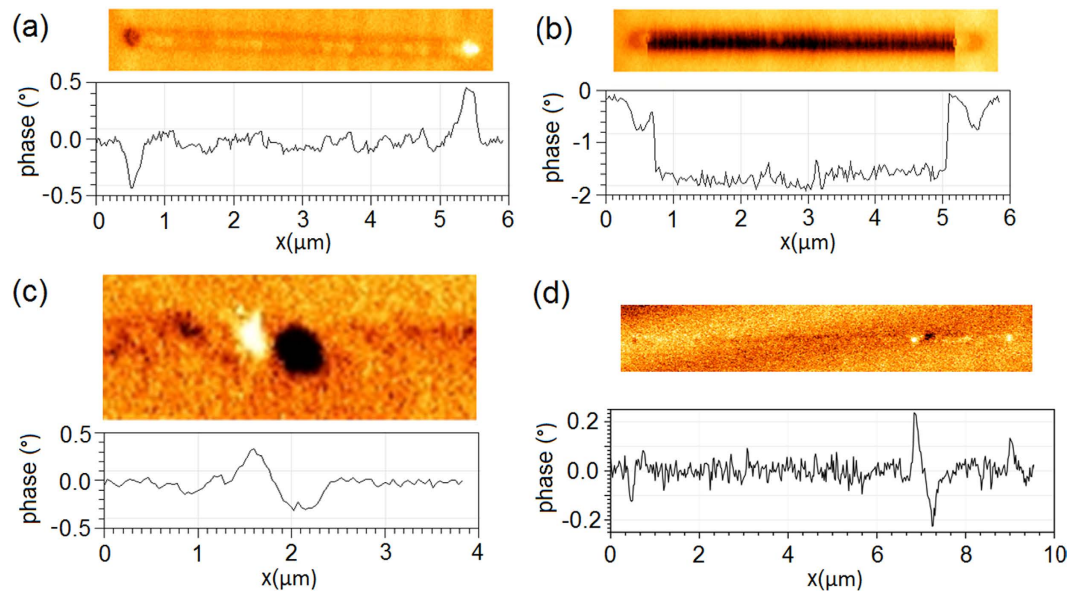 (a)
phase (°)
0.5
0.0
-0.5
0 1 2 3 4 5 6
x(μm)
(b)
phase (°)
0
-1
-2
0 1 2 3 4 5 6
x(μm)
(c)
phase (°)
0.5
0.0
-0.5
0 1 2 3 4
x(μm)
(d)
phase (°)
0.2
0.0
-0.2
0 2 4 6 8 10
x(μm)